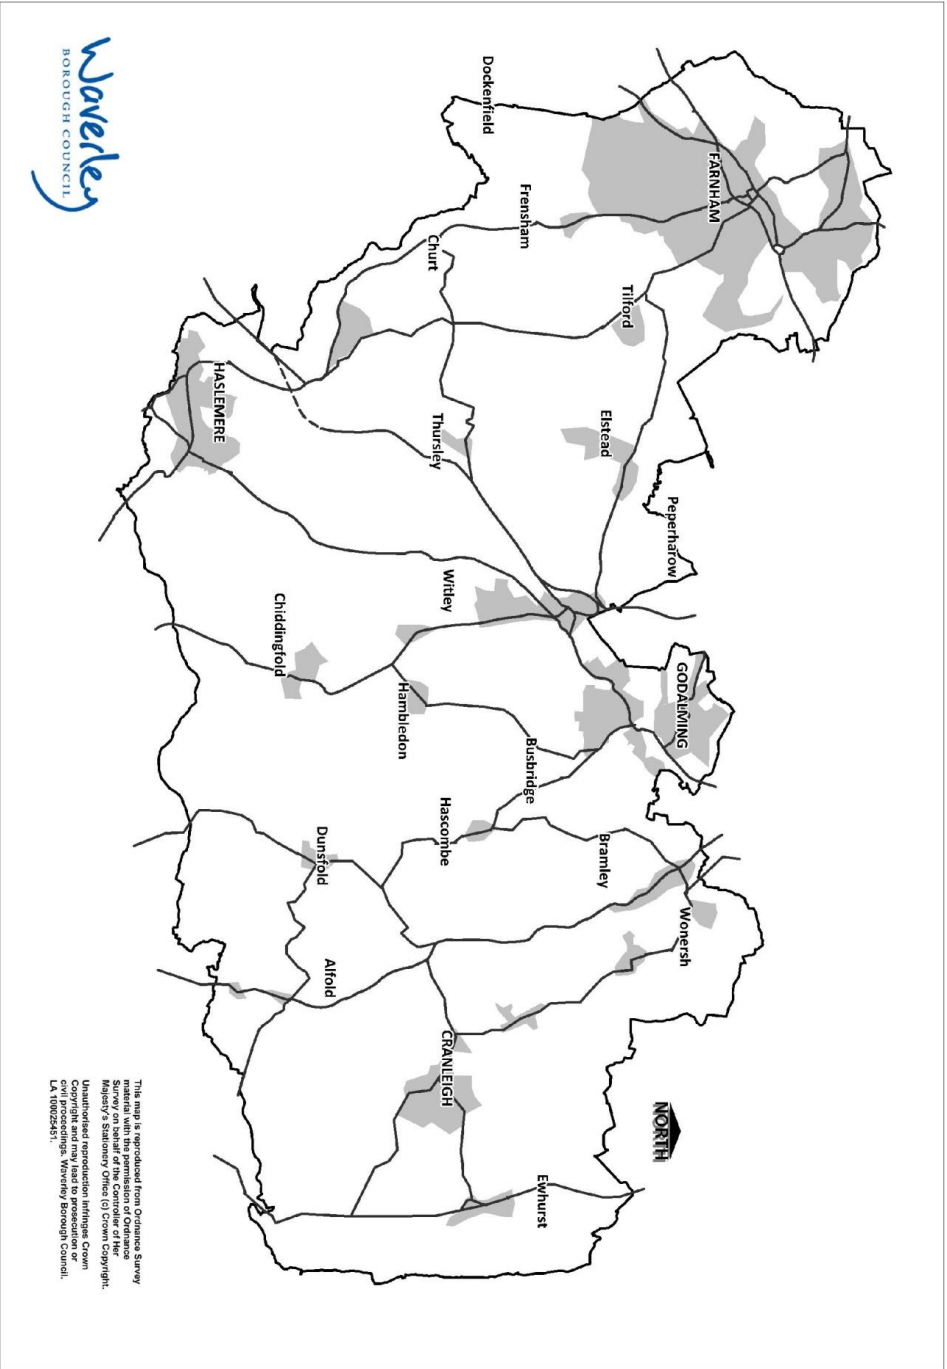 Waverley
BOROUGH COUNCIL
FARNHAM
Dockenfield
Frensham
Churt
Tilford
HASLEMERE
Thursley
Elstead
Peperharow
Witley
Chiddingfold
GODALMING
Hambledon
Busbridge
Hascombe
Dunsfold
Bramley
Wonersh
Alfold
CRANLEIGH
Ewhurst
NORTH
This map is reproduced from Ordnance Survey
material with the permission of Ordnance
Survey on behalf of the Controller of Her
Majesty's Stationery Office (c) Crown Copyright.
Unauthorised reproduction infringes Crown
Copyright and may lead to prosecution or
civil proceedings. Waverley Borough Council.
LA 100025451.